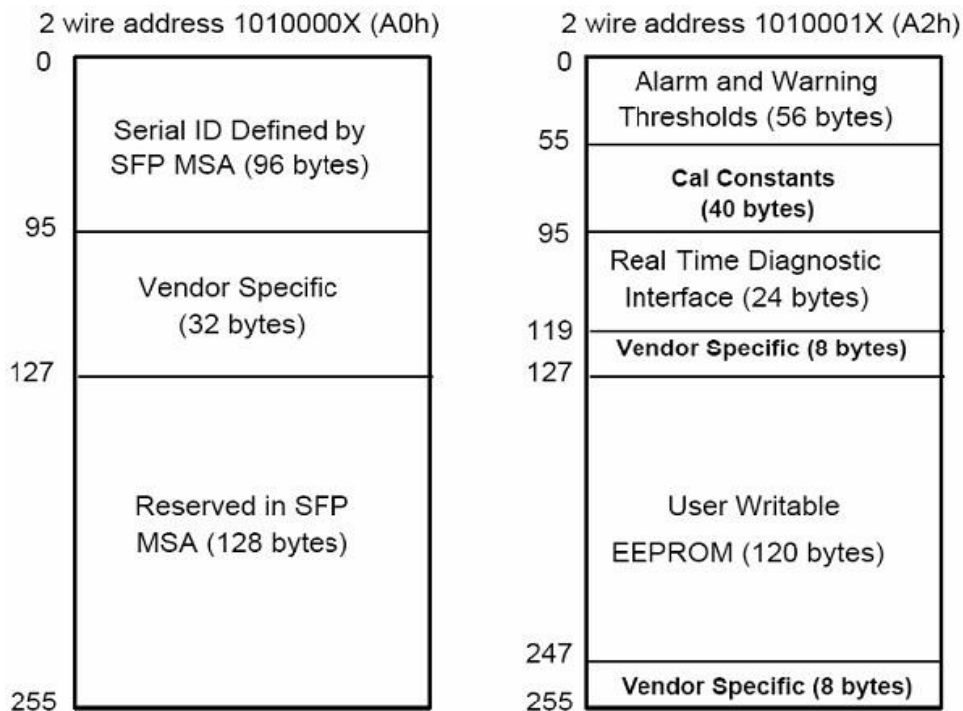 2 wire address 1010000X (A0h)
0
Serial ID Defined by
SFP MSA (96 bytes)
95
Vendor Specific
(32 bytes)
127
Reserved in SFP
MSA (128 bytes)
255
2 wire address 1010001X (A2h)
0
Alarm and Warning
Thresholds (56 bytes)
55
Cal Constants
(40 bytes)
95
Real Time Diagnostic
Interface (24 bytes)
119
Vendor Specific (8 bytes)
127
User Writable
EEPROM (120 bytes)
247
Vendor Specific (8 bytes)
255